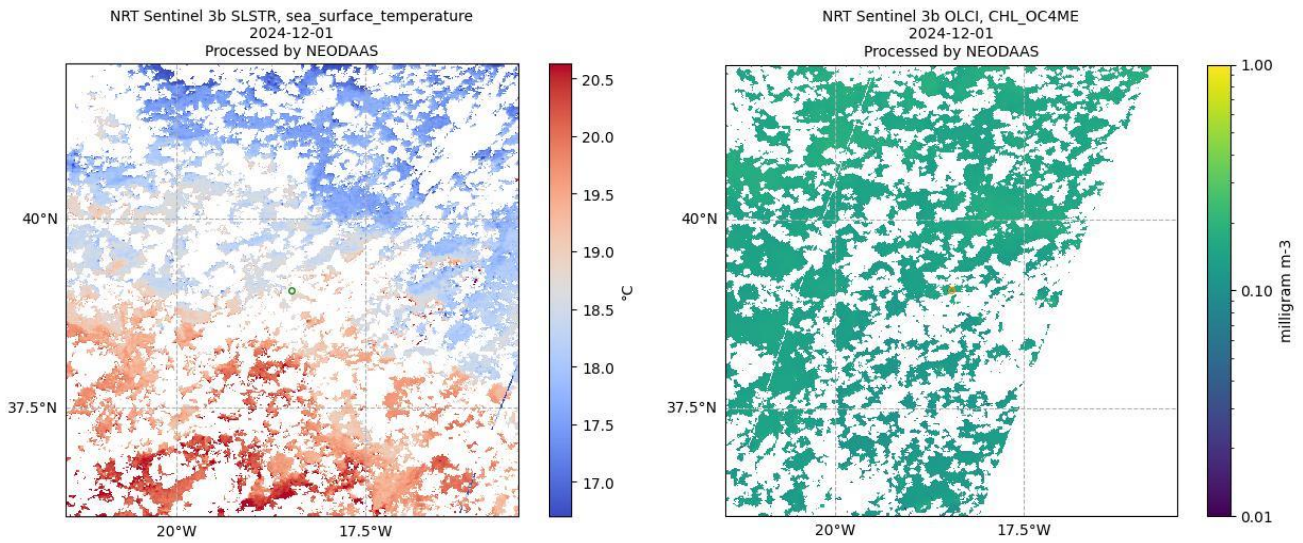 NRT Sentinel 3b SLSTR, sea_surface_temperature
2024-12-01
Processed by NEODAAS
40°N
37.5°N
20°W
17.5°W
20.5
20.0
19.5
19.0
18.5
18.0
17.5
17.0
°C
NRT Sentinel 3b OLCI, CHL_OC4ME
2024-12-01
Processed by NEODAAS
40°N
37.5°N
20°W
17.5°W
1.00
0.10
0.01
milligram m-3